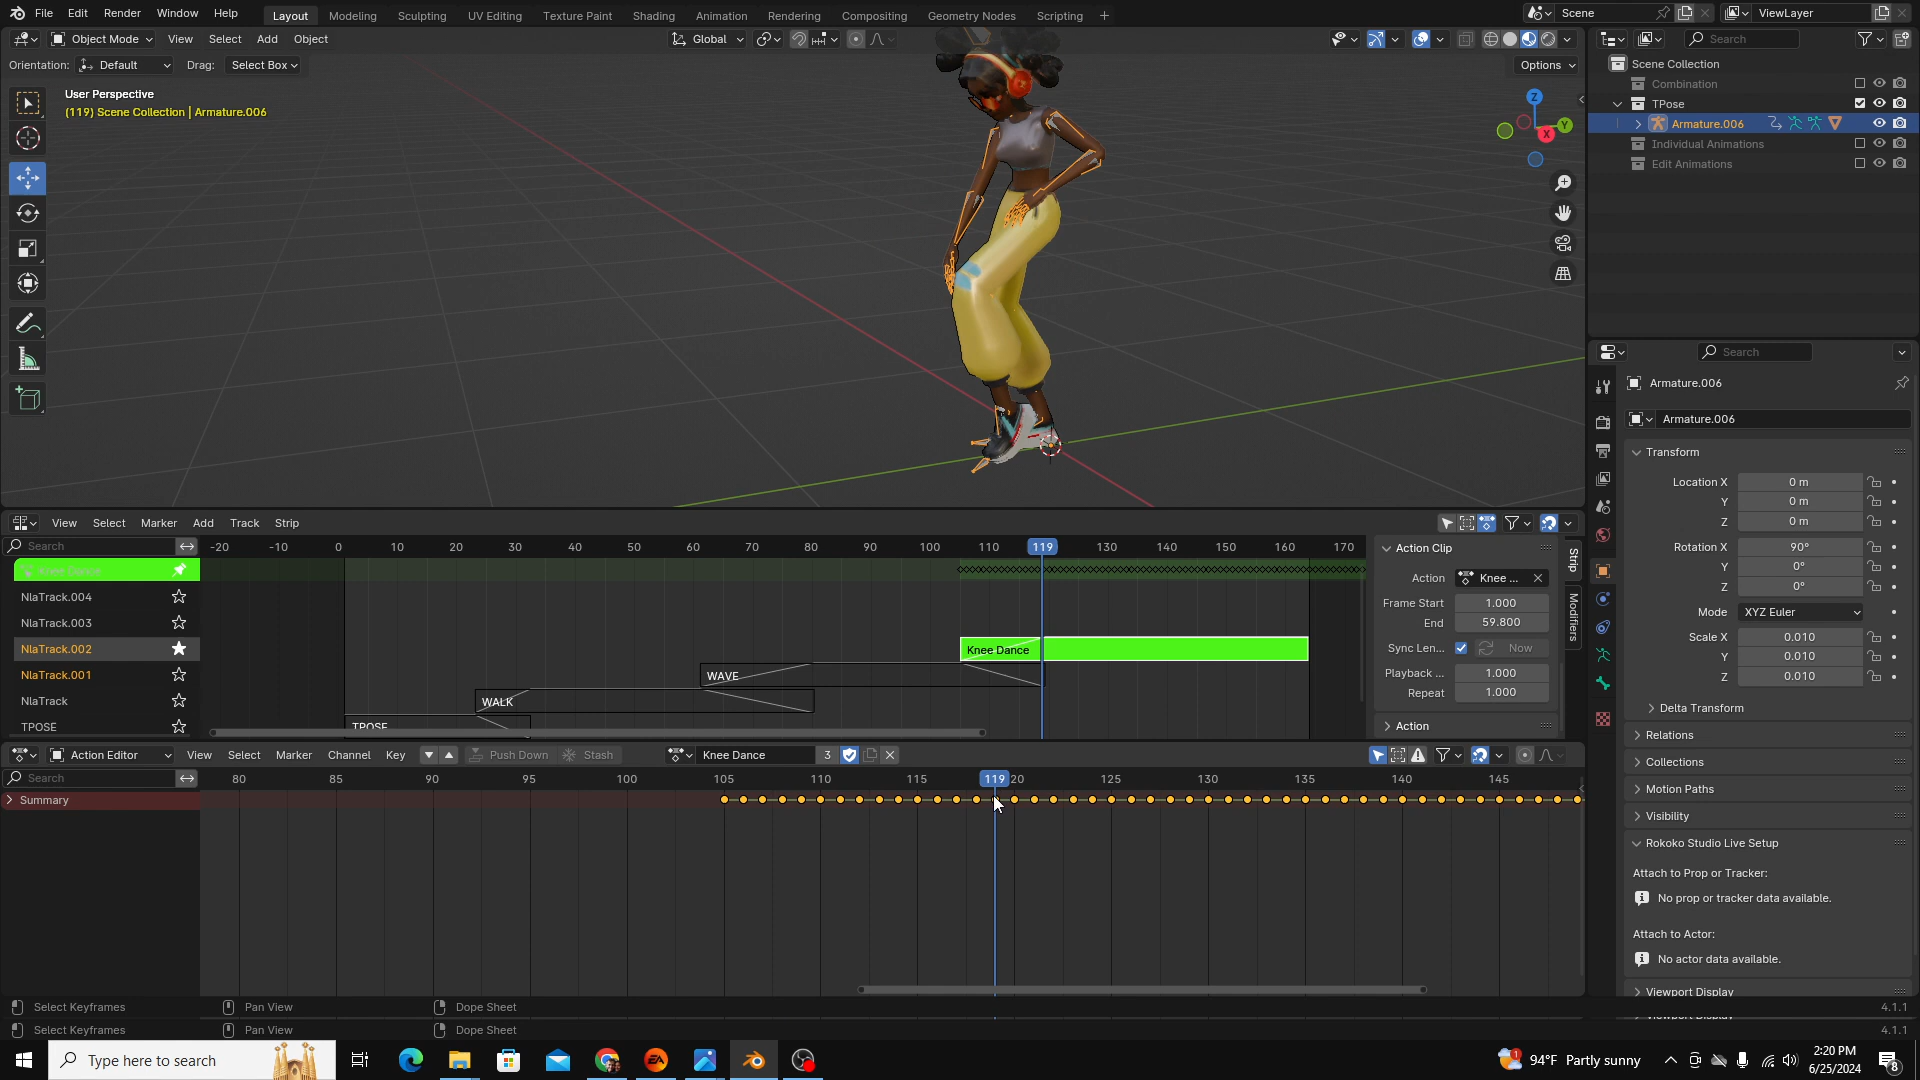 File Edit Render Window Help
Layout Modeling Sculpting UV Editing Texture Paint Shading Animation Rendering Compositing Geometry Nodes Scripting +
Scene
ViewLayer
Object Mode View Select Add Object
Global
Search
Orientation: Default Drag: Select Box
Options
User Perspective
(119) Scene Collection | Armature.006
Z
Y
X
Scene Collection
Combination
TPose
Armature.006
Individual Animations
Edit Animations
Search
Armature.006
Armature.006
Transform
Location X 0 m
Y 0 m
Z 0 m
Rotation X 90°
Y 0°
Z 0°
Mode XYZ Euler
Scale X 0.010
Y 0.010
Z 0.010
Delta Transform
Relations
Collections
Motion Paths
Visibility
Rokoko Studio Live Setup
Attach to Prop or Tracker:
No prop or tracker data available.
Attach to Actor:
No actor data available.
Viewport Display
View Select Marker Add Track Strip
Search
-20 -10 0 10 20 30 40 50 60 70 80 90 100 110 119 130 140 150 160 170
Knee Dance
NlaTrack.004
NlaTrack.003
NlaTrack.002
NlaTrack.001
NlaTrack
TPOSE
Knee Dance
WAVE
WALK
TPOSE
Action Clip
Action Knee ...
Frame Start 1.000
End 59.800
Sync Len... Now
Playback ... 1.000
Repeat 1.000
Action
Strip
Modifiers
Action Editor View Select Marker Channel Key Push Down Stash Knee Dance 3
Search
80 85 90 95 100 105 110 115 119 20 125 130 135 140 145
Summary
Select Keyframes Pan View Dope Sheet 4.1.1
Select Keyframes Pan View Dope Sheet 4.1.1
Type here to search
1
94°F Partly sunny
2:20 PM
6/25/2024
8